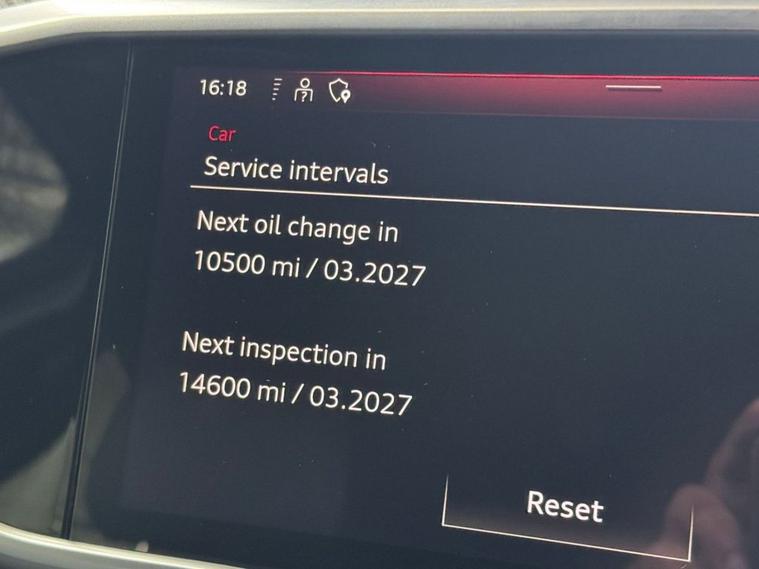 16:18
Car
Service intervals
Next oil change in
10500 mi / 03.2027
Next inspection in
14600 mi / 03.2027
Reset